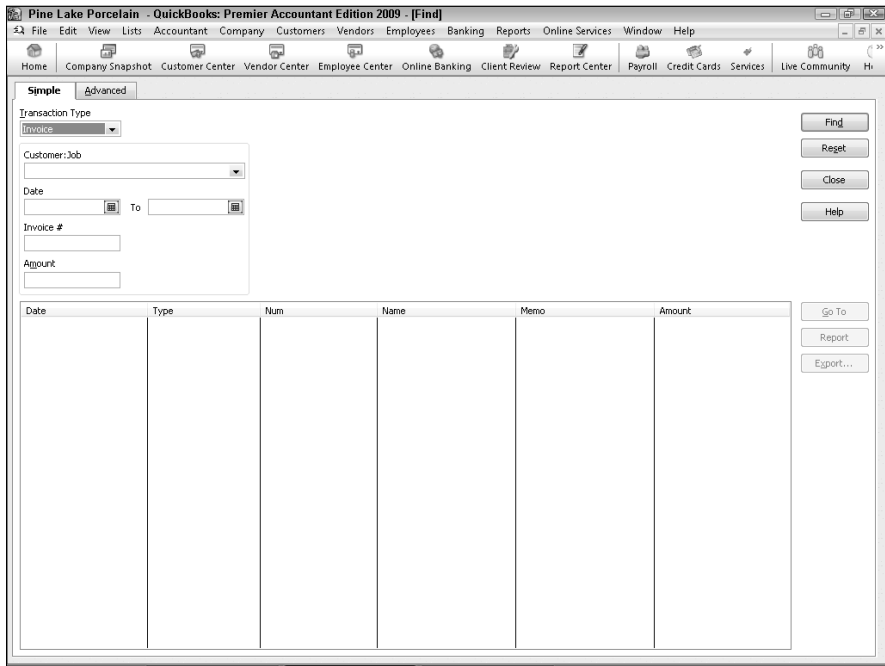 Pine Lake Porcelain - QuickBooks: Premier Accountant Edition 2009 - [Find]
File Edit View Lists Accountant Company Customers Vendors Employees Banking Reports Online Services Window Help
Home Company Snapshot Customer Center Vendor Center Employee Center Online Banking Client Review Report Center Payroll Credit Cards Services Live Community
Simple Advanced
Transaction Type
Invoice
Find
Customer:Job
Reset
Close
Date
To
Help
Invoice #
Amount
Date Type Num Name Memo Amount
Go To
Report
Export...